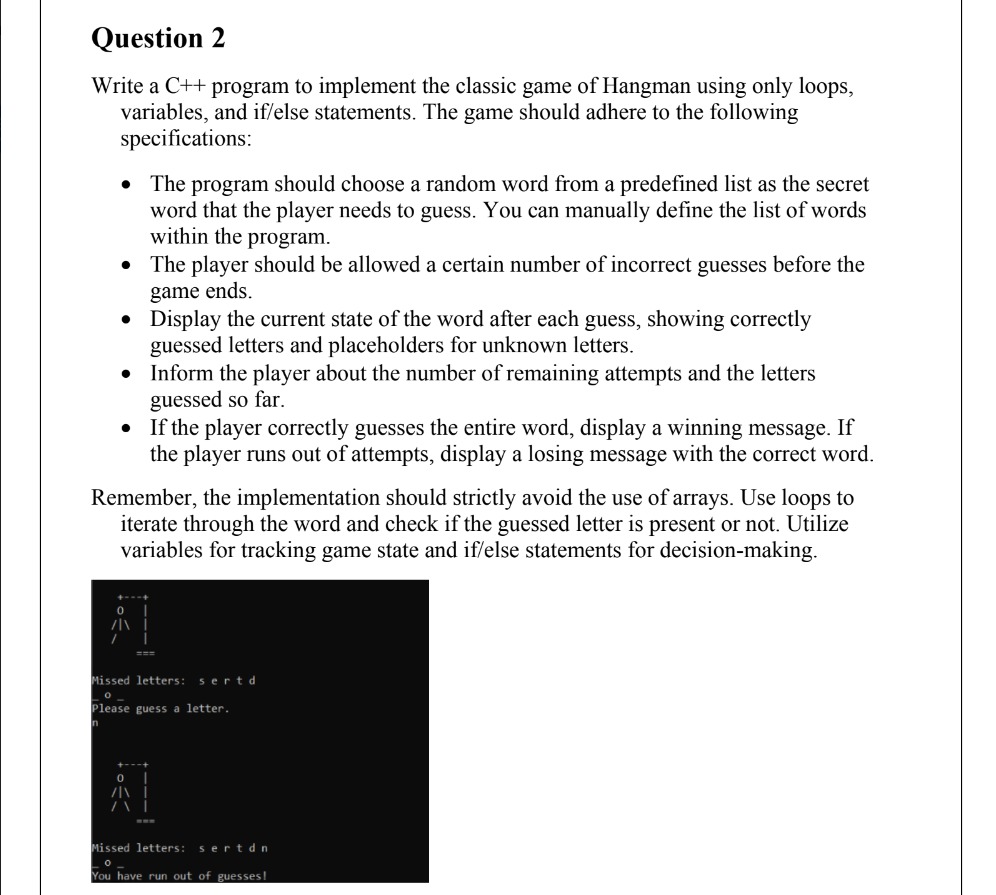 Question 2
Write a C++ program to implement the classic game of Hangman using only loops,
variables, and if/else statements. The game should adhere to the following
specifications:
• The program should choose a random word from a predefined list as the secret
word that the player needs to guess. You can manually define the list of words
within the program.
• The player should be allowed a certain number of incorrect guesses before the
game ends.
• Display the current state of the word after each guess, showing correctly
guessed letters and placeholders for unknown letters.
• Inform the player about the number of remaining attempts and the letters
guessed so far.
• If the player correctly guesses the entire word, display a winning message. If
the player runs out of attempts, display a losing message with the correct word.
Remember, the implementation should strictly avoid the use of arrays. Use loops to
iterate through the word and check if the guessed letter is present or not. Utilize
variables for tracking game state and if/else statements for decision-making.
+---+
O   |
/|\  |
/    |
===
Missed letters:  s e r t d
_ o _
Please guess a letter.
n
+---+
O   |
/|\  |
/ \  |
===
Missed letters:  s e r t d n
_ o _
You have run out of guesses!